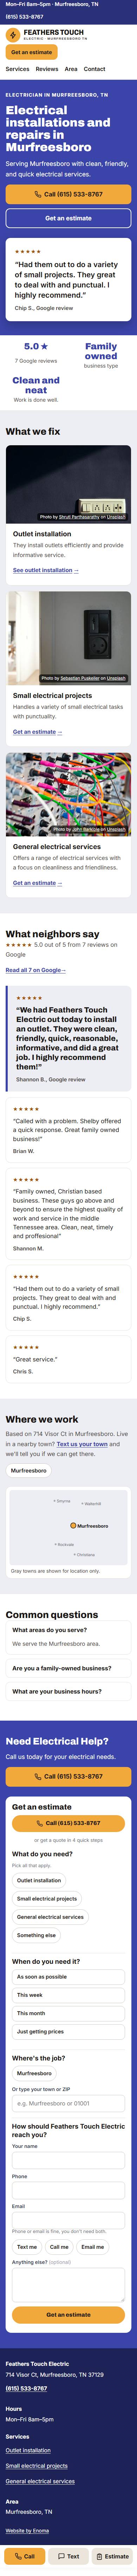 Mon–Fri 8am–5pm · Murfreesboro, TN
(615) 533-8767
FEATHERS TOUCH
ELECTRIC · MURFREESBORO TN
Get an estimate
Services Reviews Area Contact
ELECTRICIAN IN MURFREESBORO, TN
Electrical
installations and
repairs in
Murfreesboro
Serving Murfreesboro with clean, friendly,
and quick electrical services.
Call (615) 533-8767
Get an estimate
★★★★★
“Had them out to do a variety
of small projects. They great
to deal with and punctual. I
highly recommend.”
Chip S., Google review
5.0 ★
7 Google reviews
Family
owned
business type
Clean and
neat
Work is done well.
What we fix
Photo by Shruti Parthasarathy on Unsplash
Outlet installation
They install outlets efficiently and provide
informative service.
See outlet installation →
Photo by Sebastian Puskeiler on Unsplash
Small electrical projects
Handles a variety of small electrical tasks
with punctuality.
Get an estimate →
Photo by John Barkiple on Unsplash
General electrical services
Offers a range of electrical services with
a focus on cleanliness and friendliness.
Get an estimate →
What neighbors say
★★★★★ 5.0 out of 5 from 7 reviews on
Google
Read all 7 on Google→
★★★★★
“We had Feathers Touch
Electric out today to install
an outlet. They were clean,
friendly, quick, reasonable,
informative, and did a great
job. I highly recommend
them!”
Shannon B., Google review
★★★★★
“Called with a problem. Shelby offered
a quick response. Great family owned
business!”
Brian W.
★★★★★
“Family owned, Christian based
business. These guys go above and
beyond to ensure the highest quality of
work and service in the middle
Tennessee area. Clean, neat, timely
and proffesional”
Shannon M.
★★★★★
“Had them out to do a variety of small
projects. They great to deal with and
punctual. I highly recommend.”
Chip S.
★★★★★
“Great service.”
Chris S.
Where we work
Based on 714 Visor Ct in Murfreesboro. Live
in a nearby town? Text us your town and
we'll tell you if we can get there.
Murfreesboro
Smyrna
Walterhill
Murfreesboro
Rockvale
Christiana
Gray towns are shown for location only.
Common questions
What areas do you serve?
We serve the Murfreesboro area.
Are you a family-owned business?
What are your business hours?
Need Electrical Help?
Call us today for your electrical needs.
Call (615) 533-8767
Get an estimate
Call (615) 533-8767
or get a quote in 4 quick steps
What do you need?
Pick all that apply.
Outlet installation
Small electrical projects
General electrical services
Something else
When do you need it?
As soon as possible
This week
This month
Just getting prices
Where's the job?
Murfreesboro
Or type your town or ZIP
e.g. Murfreesboro or 01001
How should Feathers Touch Electric
reach you?
Your name
Phone
Email
Phone or email is fine, you don't need both.
Text me Call me Email me
Anything else? (optional)
Get an estimate
Feathers Touch Electric
714 Visor Ct, Murfreesboro, TN 37129
(615) 533-8767
Hours
Mon–Fri 8am–5pm
Services
Outlet installation
Small electrical projects
General electrical services
Area
Murfreesboro, TN
Website by Enoma
Call Text Estimate